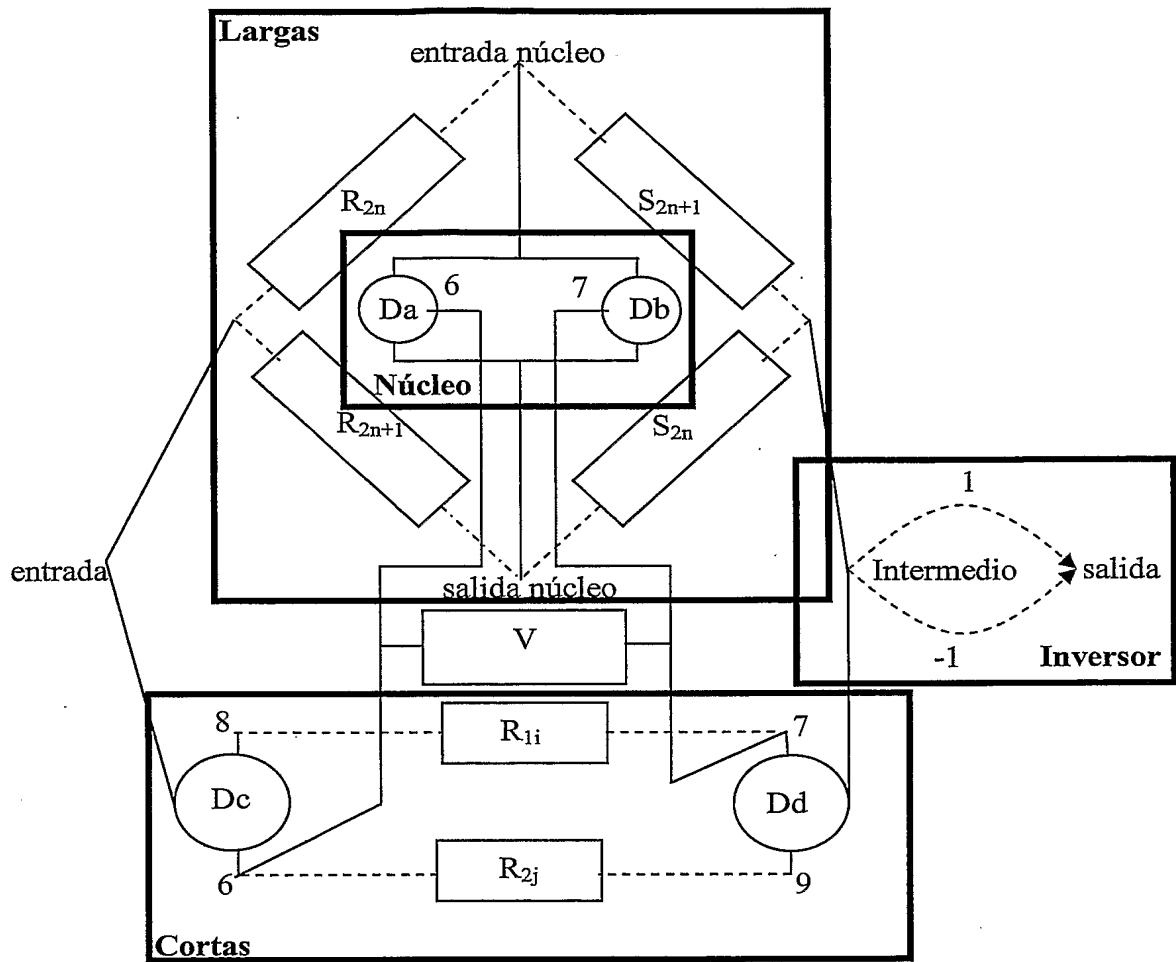 Largas
entrada núcleo
R2n
S2n+1
Da
6
7
Db
Núcleo
R2n+1
S2n
1
entrada
Intermedio
salida
salida núcleo
V
-1
Inversor
8
R1i
7
Dc
Dd
6
R2j
9
Cortas